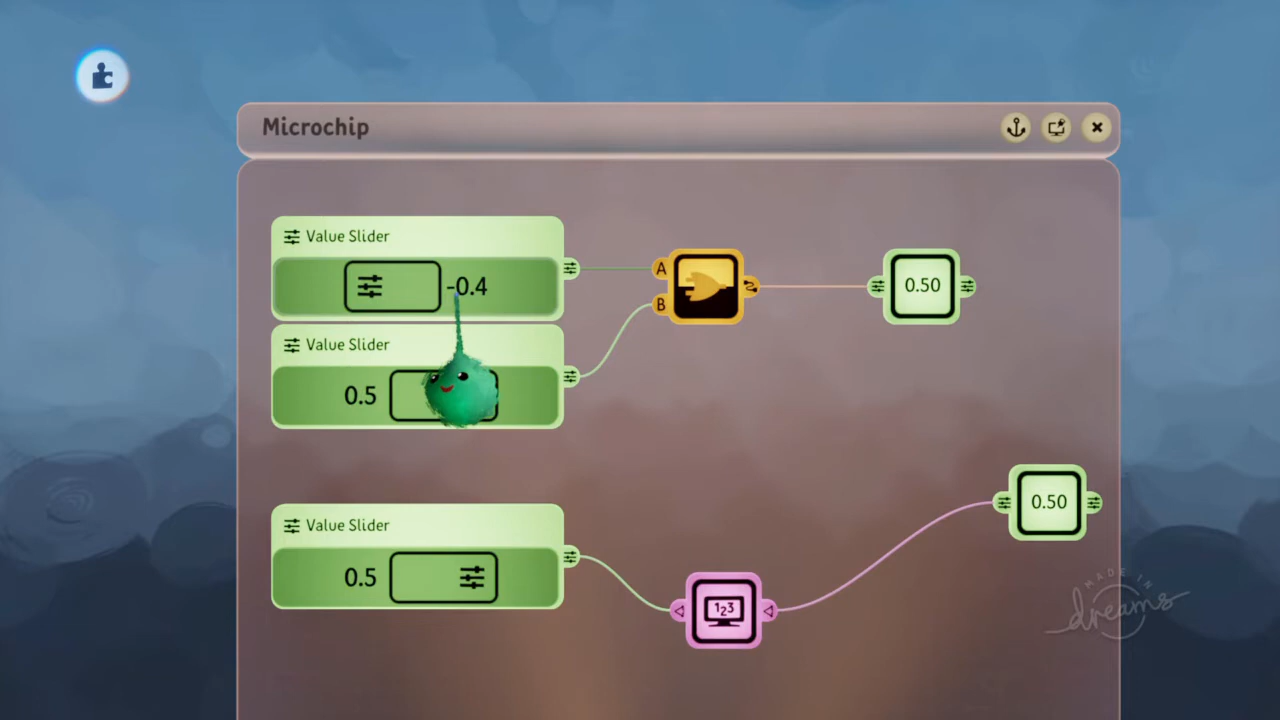 Microchip
Value Slider
-0.4
A
B
0.50
Value Slider
0.5
0.50
Value Slider
0.5
123
MADE IN
dreams